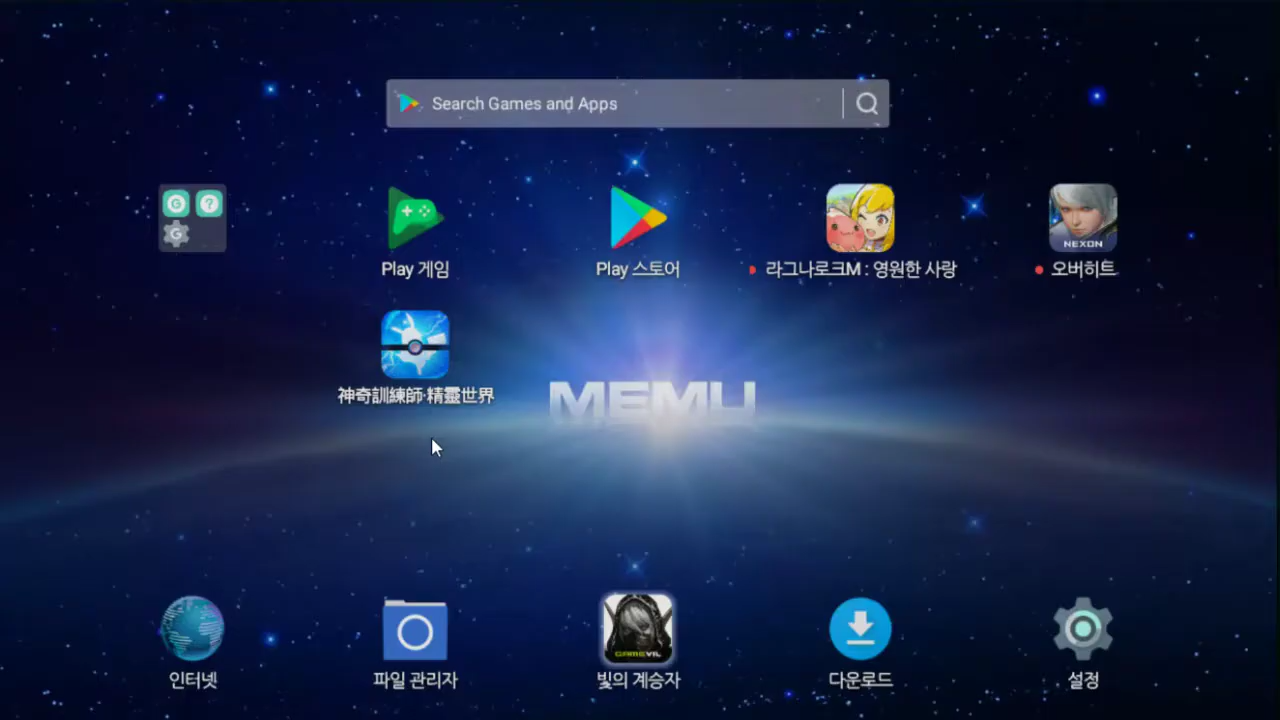 Search Games and Apps
G ?
G
NEXON
Play 게임
Play 스토어
라그나로크M : 영원한 사랑
오버히트
神奇訓練師·精靈世界
MEMU
GAMEVIL
인터넷
파일 관리자
빛의 계승자
다운로드
설정